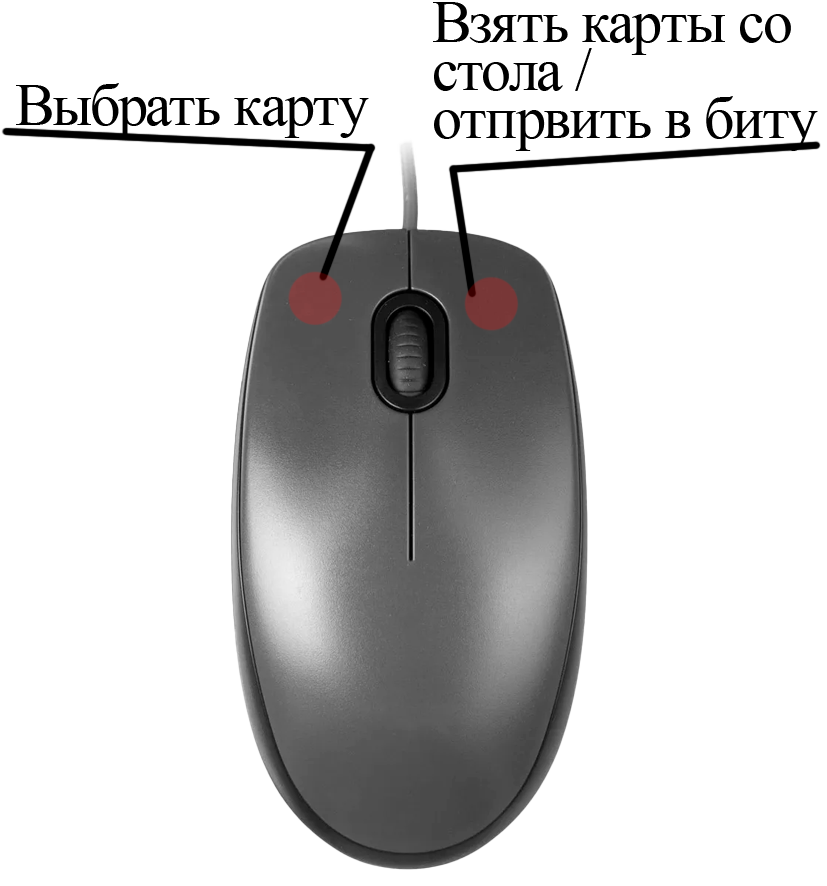 Выбрать карту
Взять карты со
стола /
отпрвить в биту